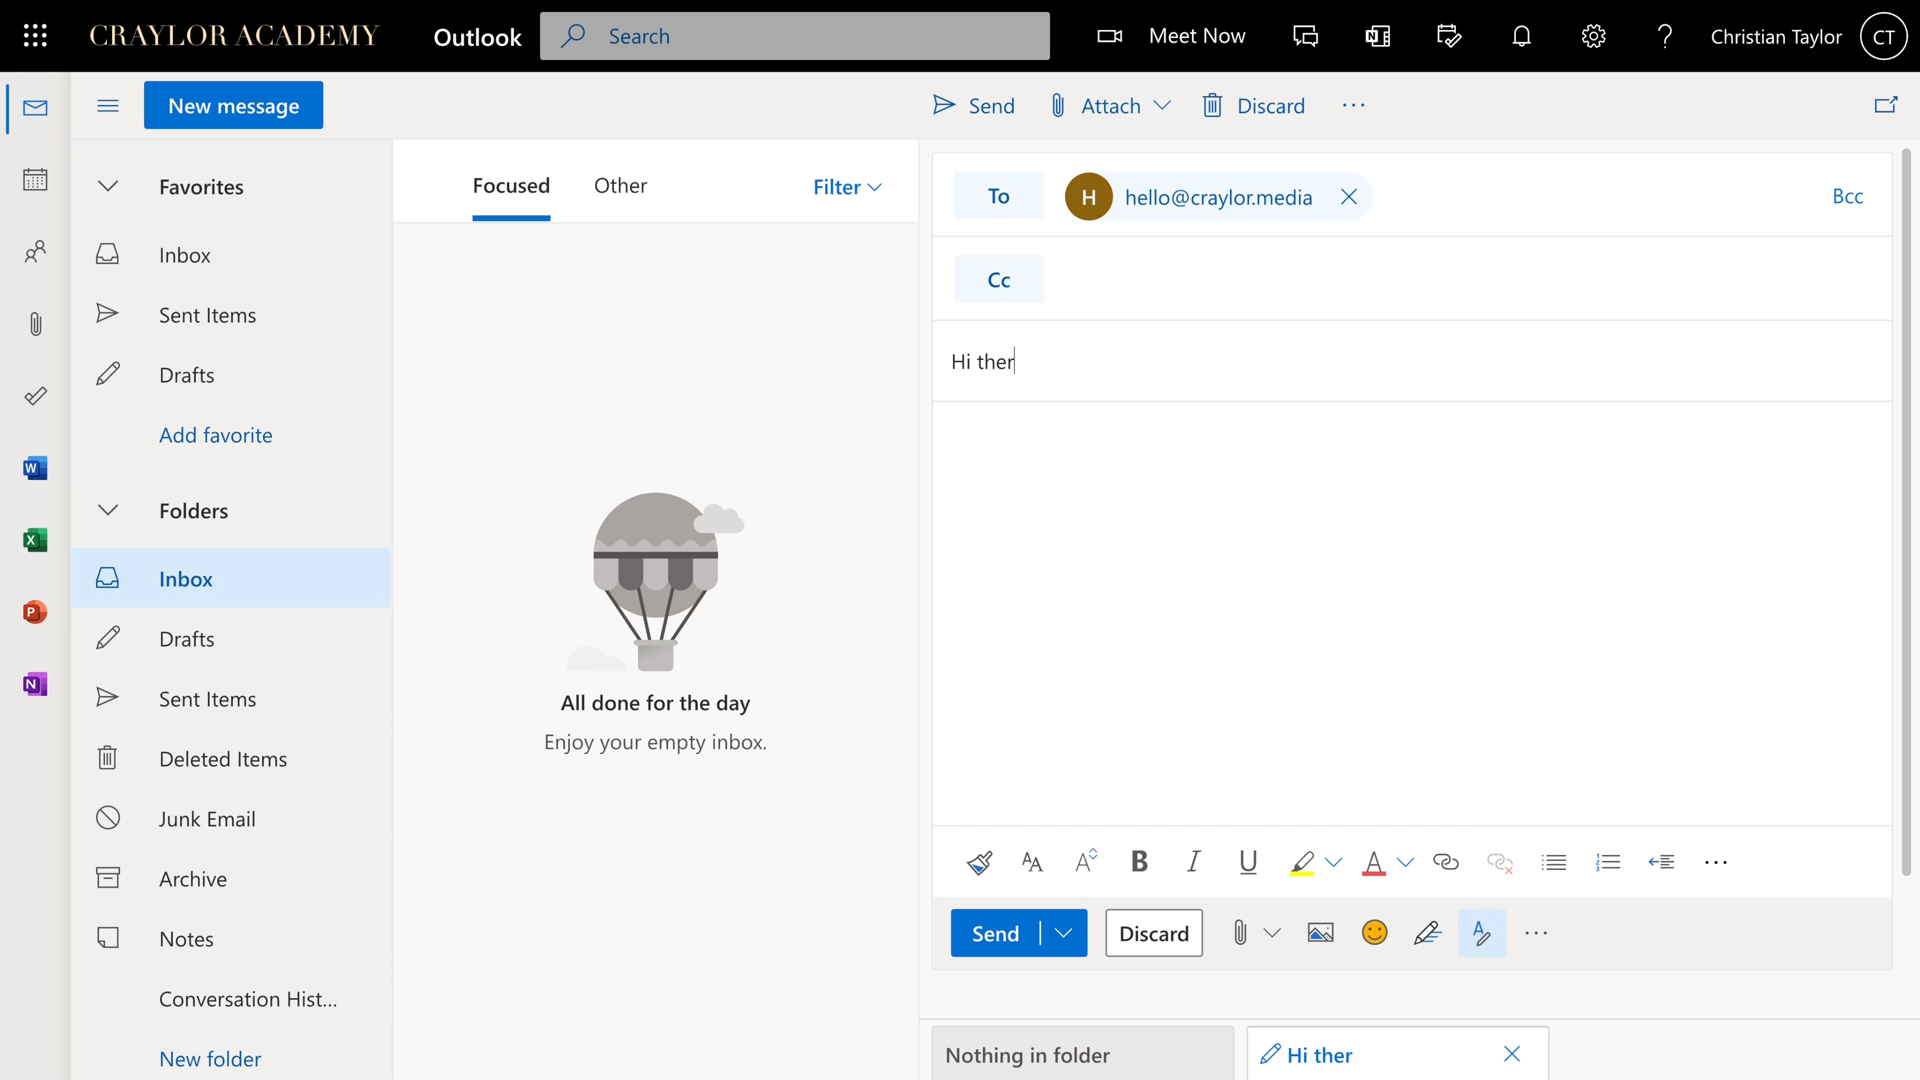 CRAYLOR ACADEMY
Outlook
Search
Meet Now
Christian Taylor
CT
New message
Send
Attach
Discard
Favorites
Inbox
Sent Items
Drafts
Add favorite
Folders
Inbox
Drafts
Sent Items
Deleted Items
Junk Email
Archive
Notes
Conversation Hist...
New folder
Focused
Other
Filter
All done for the day
Enjoy your empty inbox.
To
H
hello@craylor.media
Bcc
Cc
Hi ther
Send
Discard
Nothing in folder
Hi ther